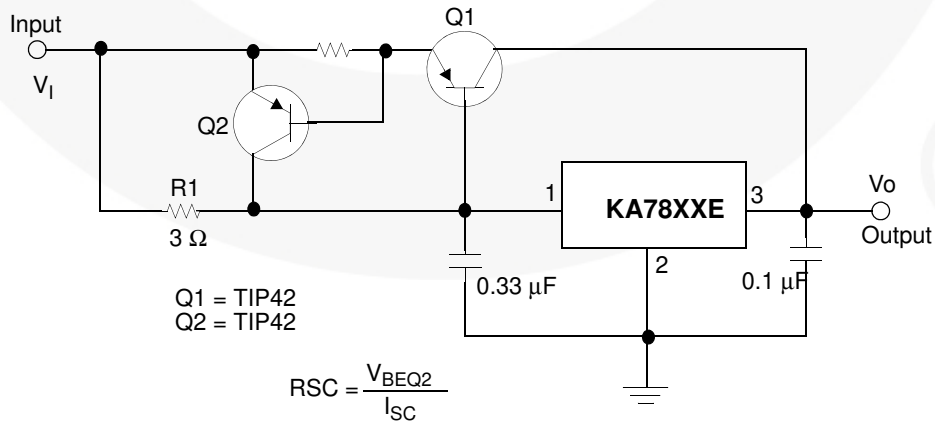 Input
Q1
V_I
Q2
R1
3 Ω
1
KA78XXE
3
Vo
Output
2
0.33 μF
0.1 μF
Q1 = TIP42
Q2 = TIP42
RSC = V_BEQ2 / I_SC